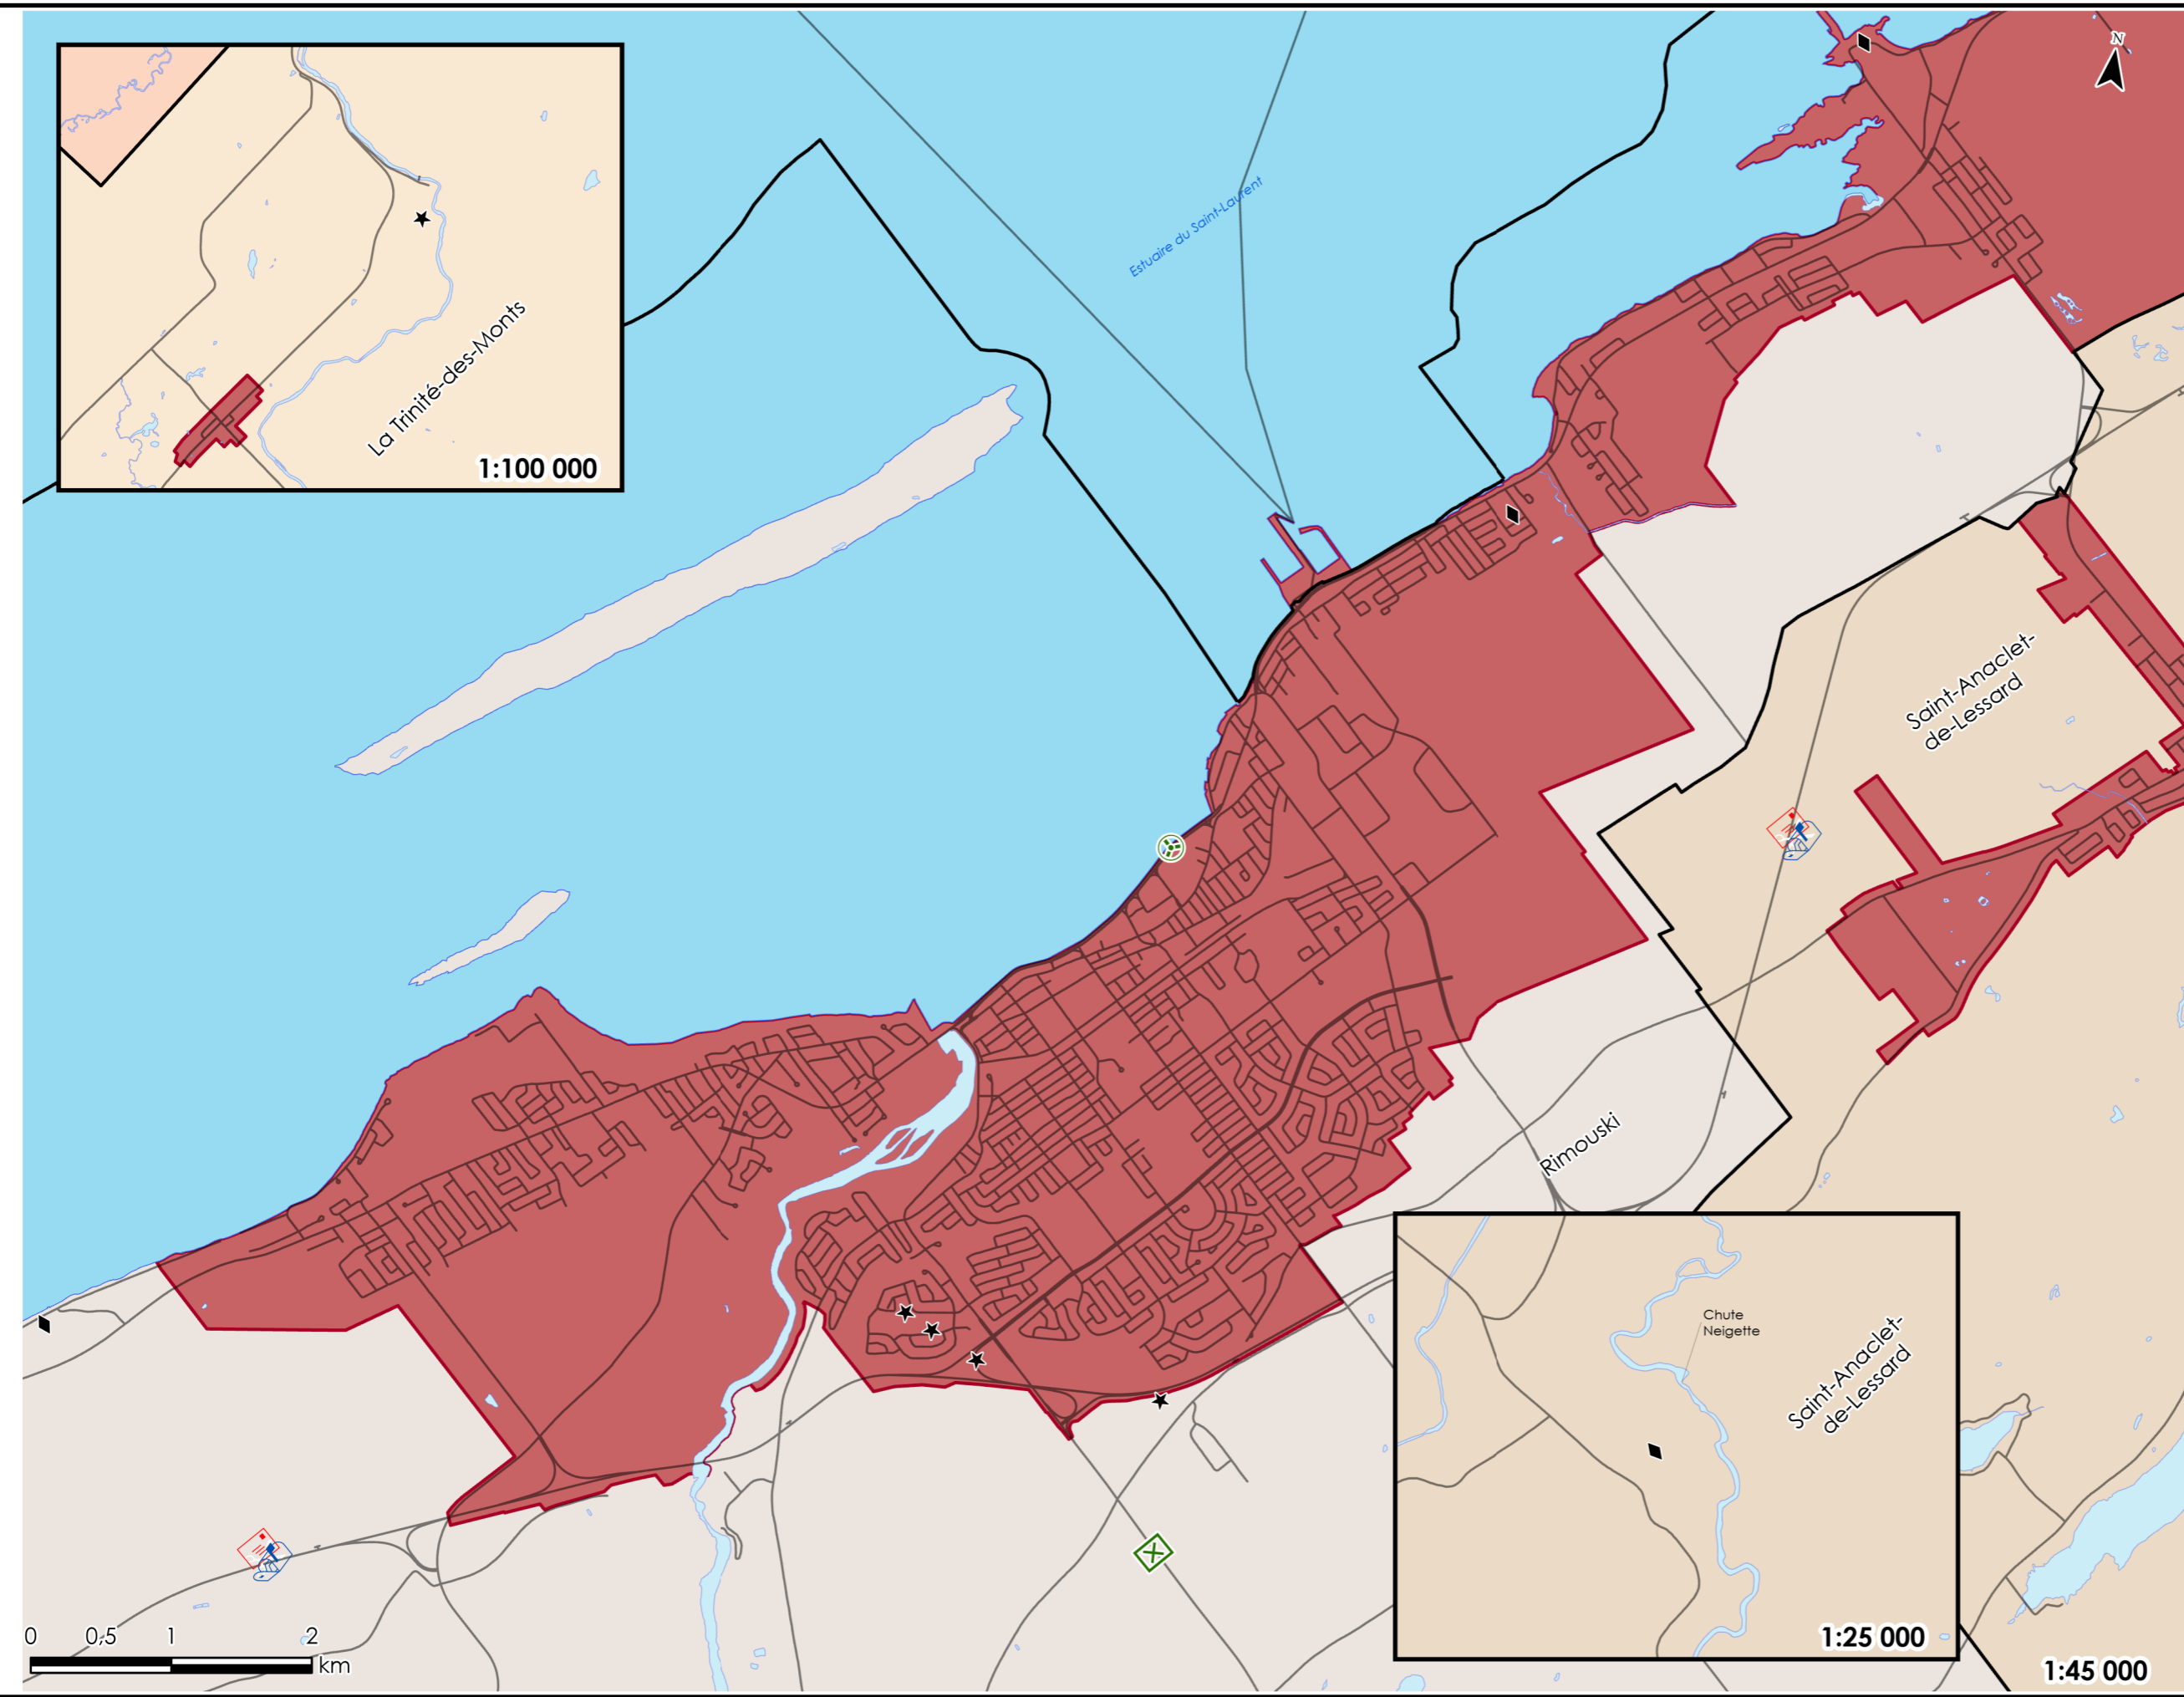 N
Estuaire du Saint-Laurent
La Trinité-des-Monts
1:100 000
Saint-Anaclet-
de-Lessard
Rimouski
Chute
Neigette
Saint-Anaclet-
de-Lessard
1:25 000
0 0,5 1 2
km
1:45 000